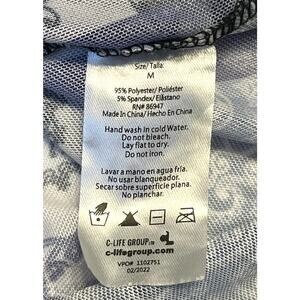 Size/ Talla:
M
95% Polyester/ Poliéster
5% Spandex/ Elástano
RN# 86947
Made In China/ Hecho En China
Hand wash in cold Water.
Do not bleach.
Lay flat to dry.
Do not iron.
Lavar a mano en agua fría.
No usar blanqueador.
Secar sobre superficie plana.
No planchar.
C-LIFE GROUP LTD
c-lifegroup.com
VPO# 1102751
02/2022